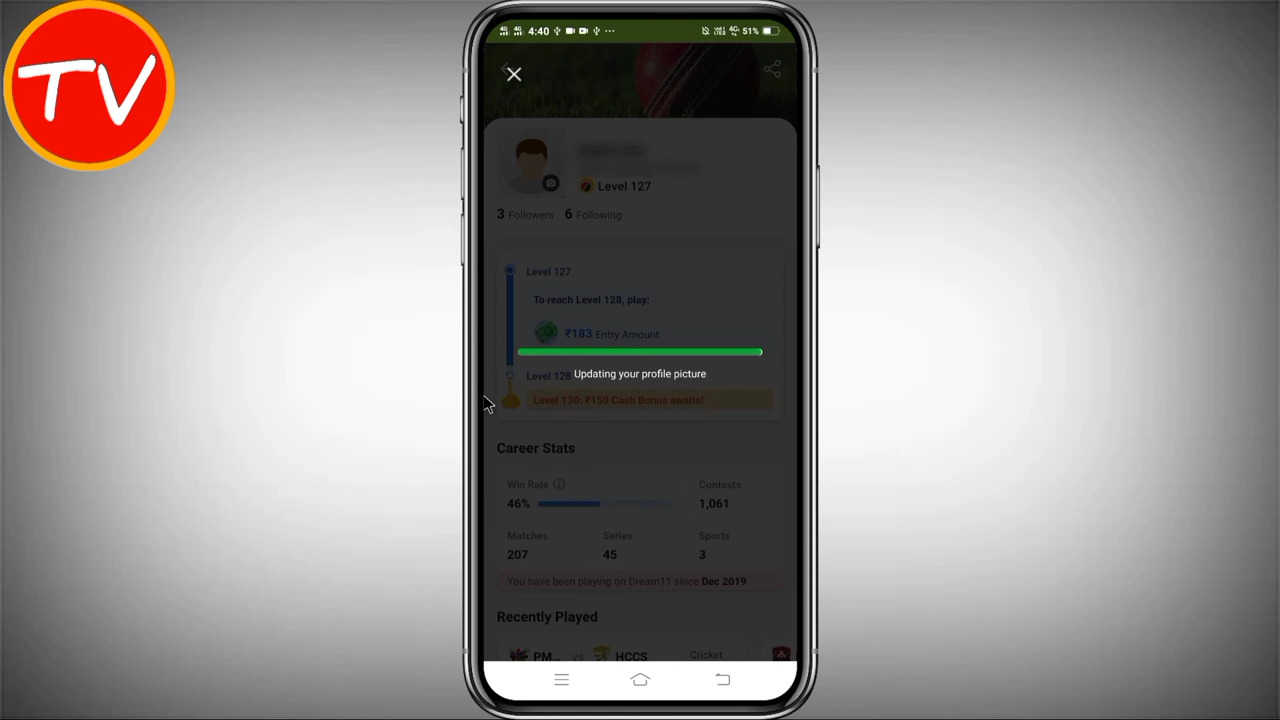 TV
4:40
51%
Level 127
3 Followers 6 Following
Level 127
To reach Level 128, play:
₹183 Entry Amount
Updating your profile picture
Level 128
Level 130: ₹150 Cash Bonus awaits!
Career Stats
Win Rate Contests
46% 1,061
Matches Series Sports
207 45 3
You have been playing on Dream11 since Dec 2019
Recently Played
PM... vs HCCS Cricket